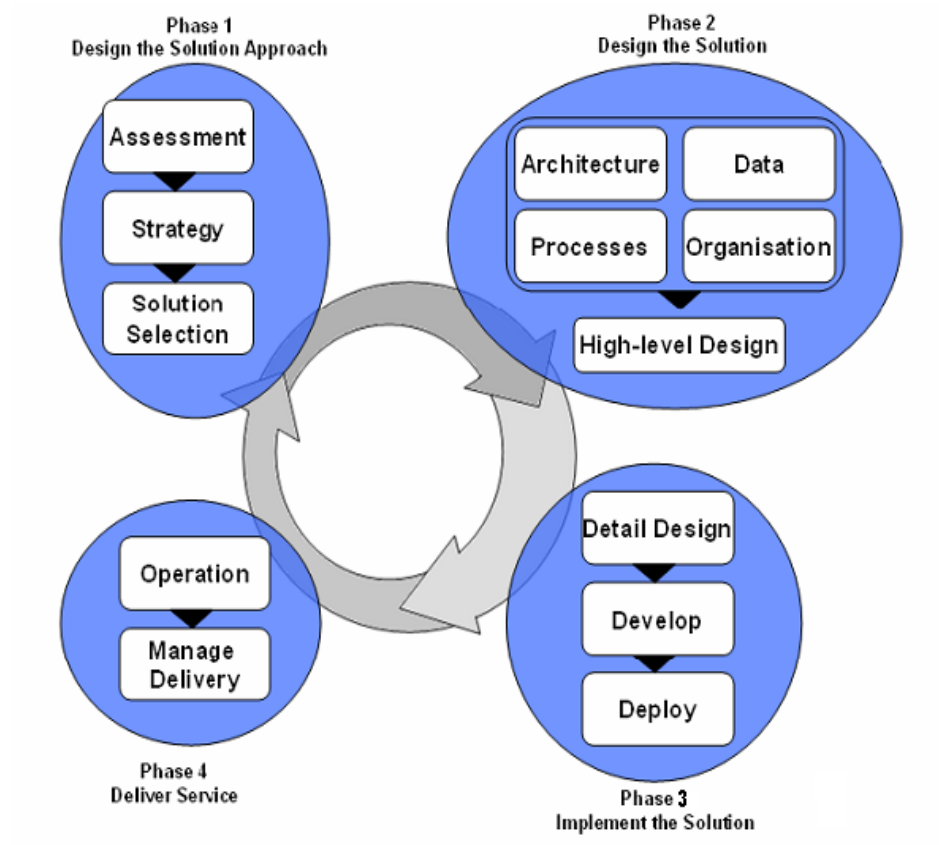 Phase 1
Design the Solution Approach
Assessment
Strategy
Solution
Selection
Phase 2
Design the Solution
Architecture
Data
Processes
Organisation
High-level Design
Detail Design
Develop
Deploy
Phase 3
Implement the Solution
Operation
Manage
Delivery
Phase 4
Deliver Service